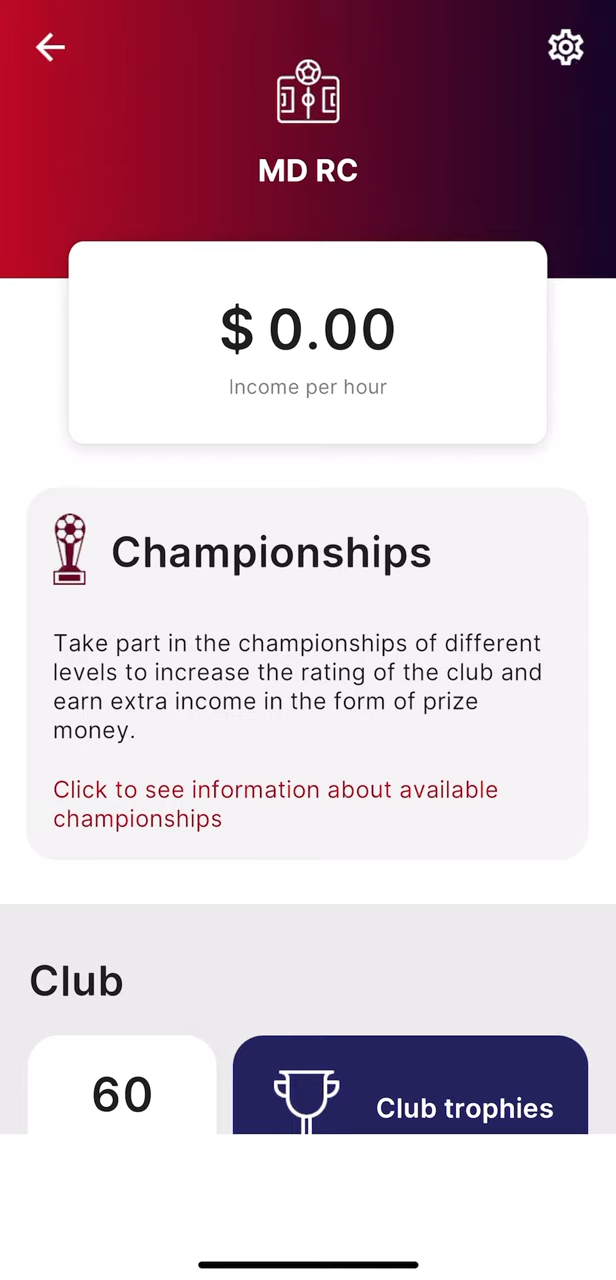 MD RC
$ 0.00
Income per hour
Championships
Take part in the championships of different
levels to increase the rating of the club and
earn extra income in the form of prize
money.
Click to see information about available
championships
Club
60
Club trophies